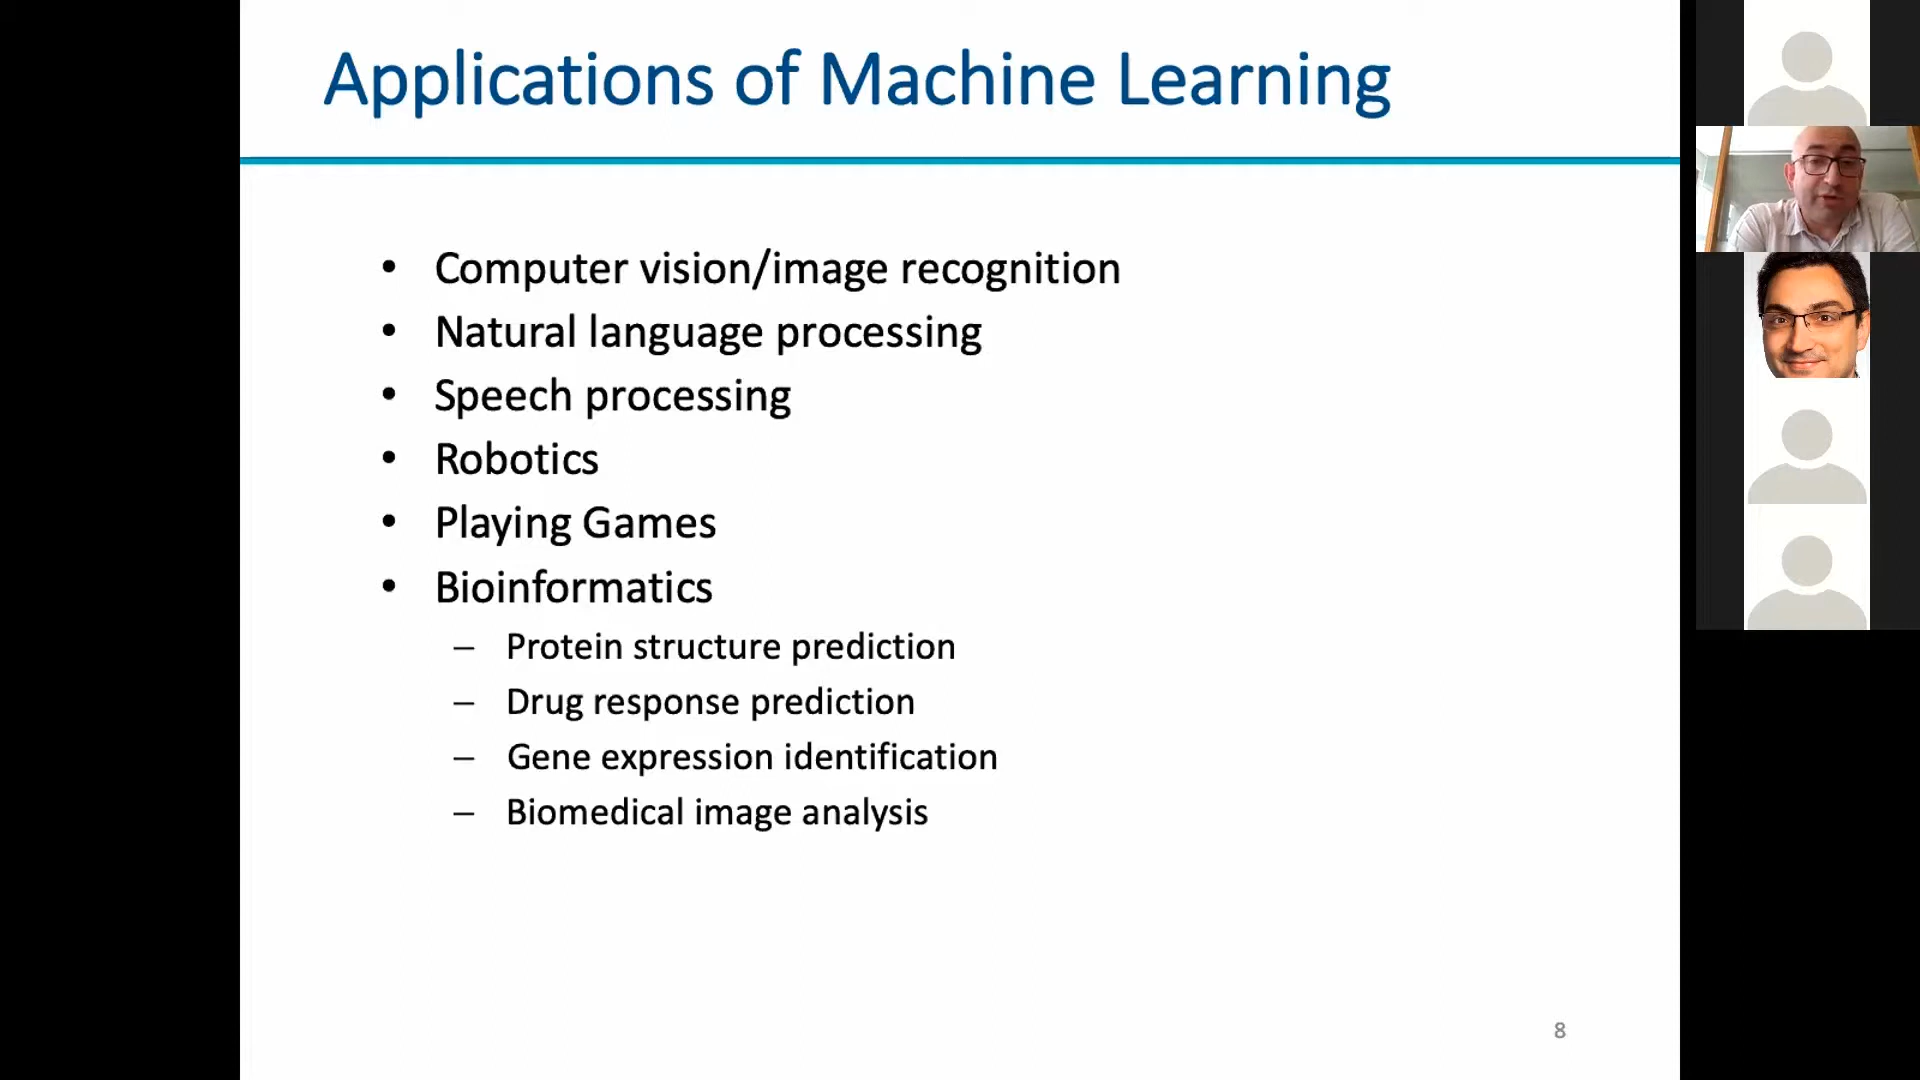 Applications of Machine Learning
• Computer vision/image recognition
• Natural language processing
• Speech processing
• Robotics
• Playing Games
• Bioinformatics
– Protein structure prediction
– Drug response prediction
– Gene expression identification
– Biomedical image analysis
8